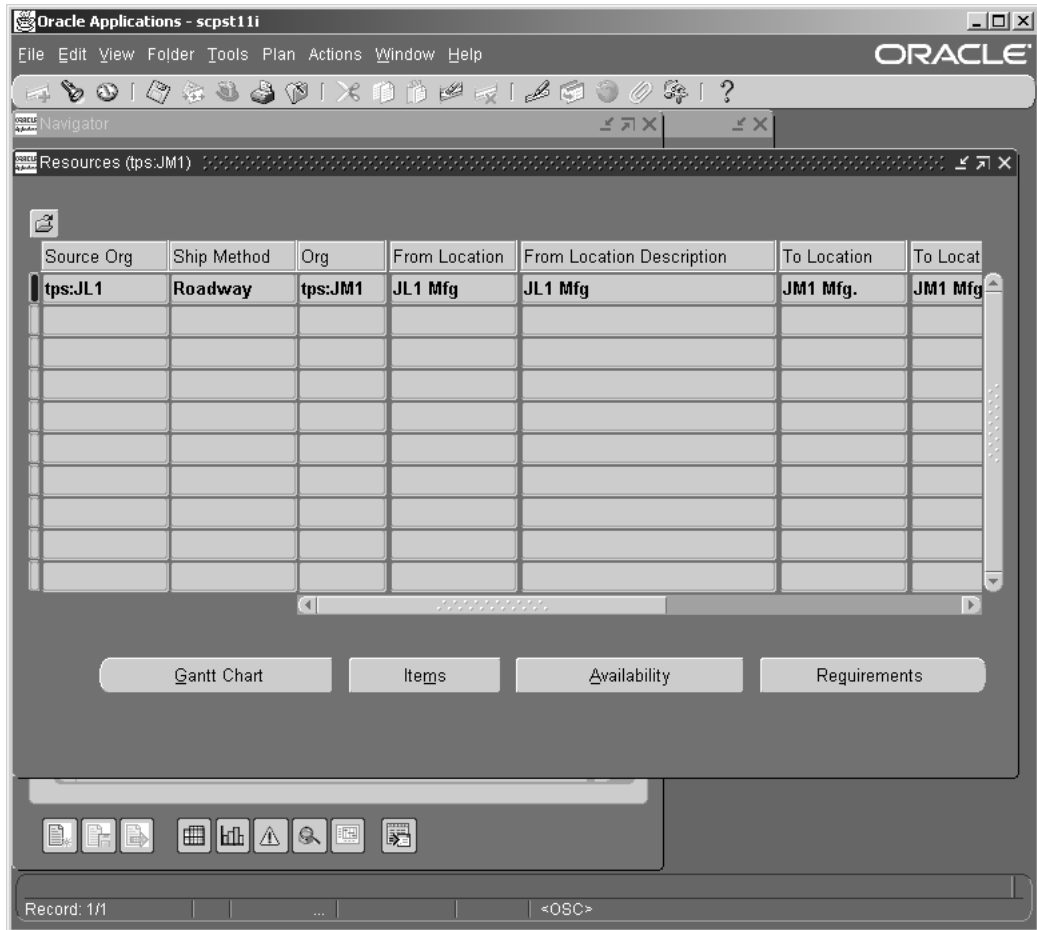 Oracle Applications - scpst11i
File Edit View Folder Tools Plan Actions Window Help ORACLE
Navigator
Resources (tps:JM1)
Source Org Ship Method Org From Location From Location Description To Location To Locat
tps:JL1 Roadway tps:JM1 JL1 Mfg JL1 Mfg JM1 Mfg. JM1 Mfg
Gantt Chart Items Availability Requirements
Record: 1/1 ... <OSC>